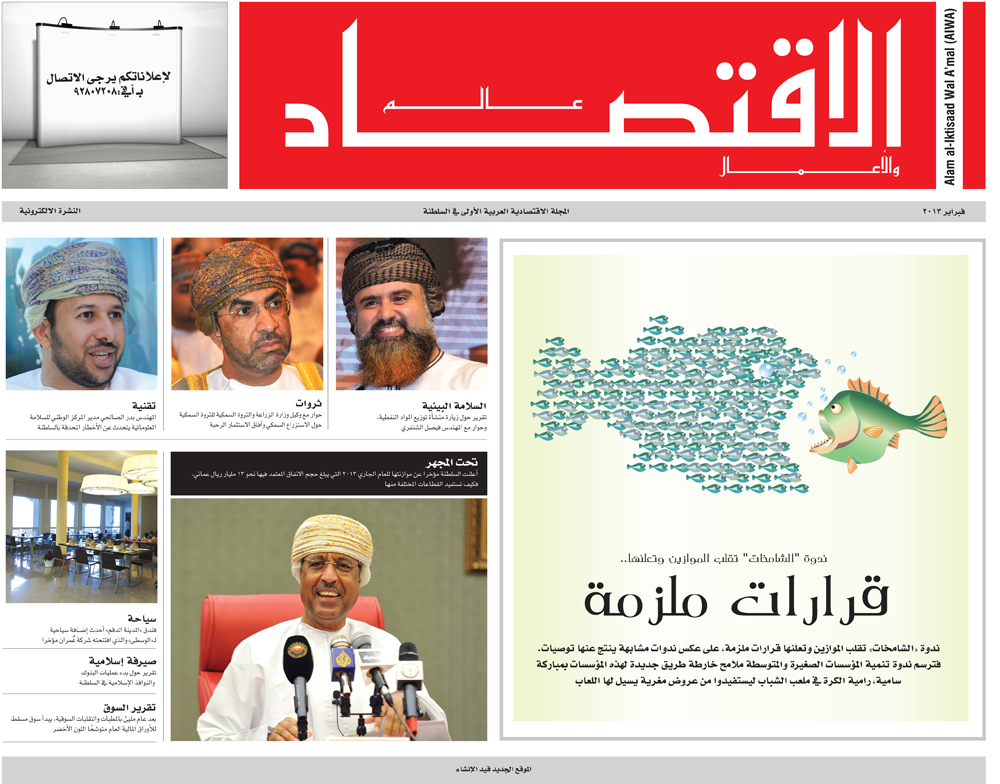 لإعلاناتكم يرجى الاتصال
بـ أي: ٩٢٨٠٧٢٠٨
عـالـم
الاقتصاد
والأعمـال
Alam al-Iktisaad Wal A'mal (AIWA)
فبراير ٢٠١٣
المجلة الاقتصادية العربية الأولى في السلطنة
النشرة الالكترونية
ندوة "الشامخات" تقلب الموازين وتعلنها..
قرارات ملزمة
ندوة «الشامخات» تقلب الموازين وتعلنها قرارات ملزمة، على عكس ندوات مشابهة ينتج عنها توصيات.
فترسم ندوة تنمية المؤسسات الصغيرة والمتوسطة ملامح خارطة طريق جديدة لهذه المؤسسات بمباركة
سامية، رامية الكرة في ملعب الشباب ليستفيدوا من عروض مغرية يسيل لها اللعاب
السلامة البيئية
تقرير حول زيارة منشأة توزيع المواد النفطية،
وحوار مع المهندس فيصل الشنفري
ثروات
حوار مع وكيل وزارة الزراعة والثروة السمكية للثروة السمكية
حول الاستزراع السمكي وآفاق الاستثمار الرحبة
تقنية
المهندس بدر الصالحي مدير المركز الوطني للسلامة
المعلوماتية يتحدث عن الأخطار المحدقة بالسلطنة
تحت المجهر
أعلنت السلطنة مؤخرا عن موازنتها للعام الجاري ٢٠١٣ التي يبلغ حجم الانفاق المعتمد فيها نحو ١٣ مليار ريال عماني،
فكيف تستفيد القطاعات المختلفة منها
سياحة
فندق «المدينة الدقم» أحدث إضافة سياحية
لـ«الوسطى» والذي افتتحته شركة عُمران مؤخرا
صيرفة إسلامية
تقرير حول بدء عمليات البنوك
والنوافذ الإسلامية في السلطنة
تقرير السوق
بعد عام مليئ بالمطبات والتقلبات السوقية، يبدأ سوق مسقط
للأوراق المالية العام متوشحًا اللون الأخضر
الموقع الجديد قيد الإنشاء